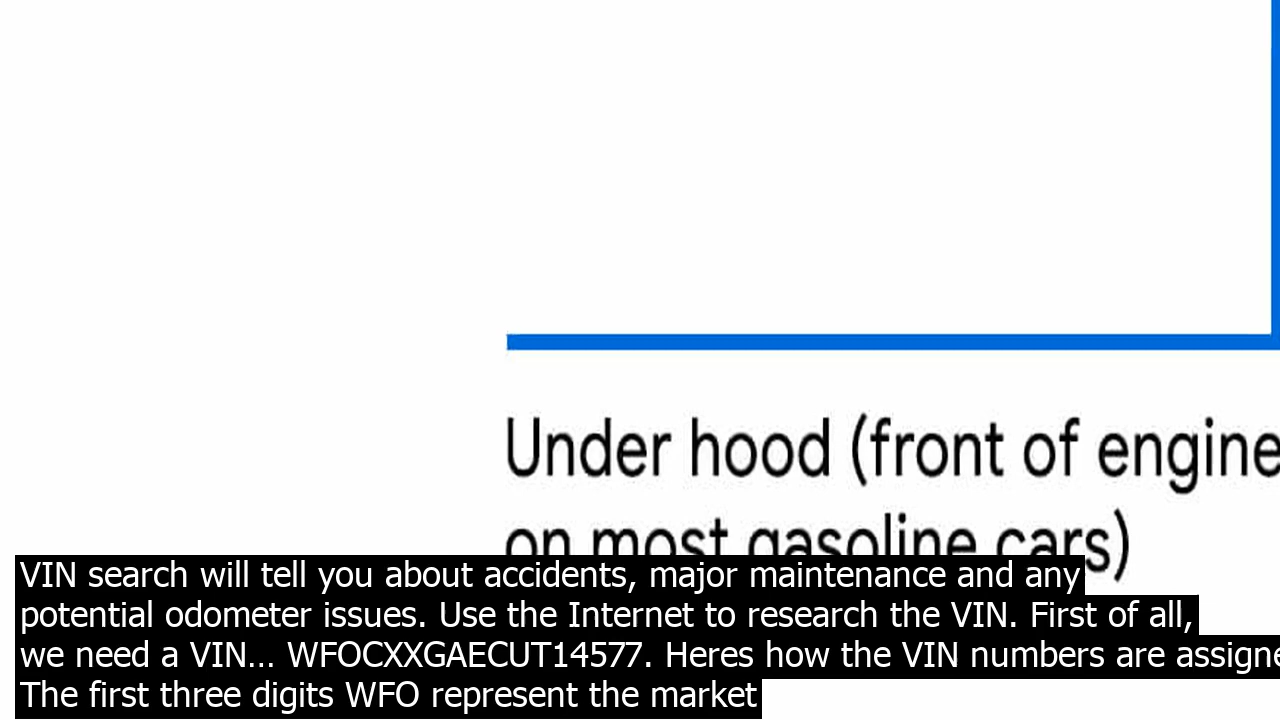 Under hood (front of engine
on most gasoline cars)
VIN search will tell you about accidents, major maintenance and any
potential odometer issues. Use the Internet to research the VIN. First of all,
we need a VIN... WFOCXXGAECUT14577. Heres how the VIN numbers are assigne
The first three digits WFO represent the market